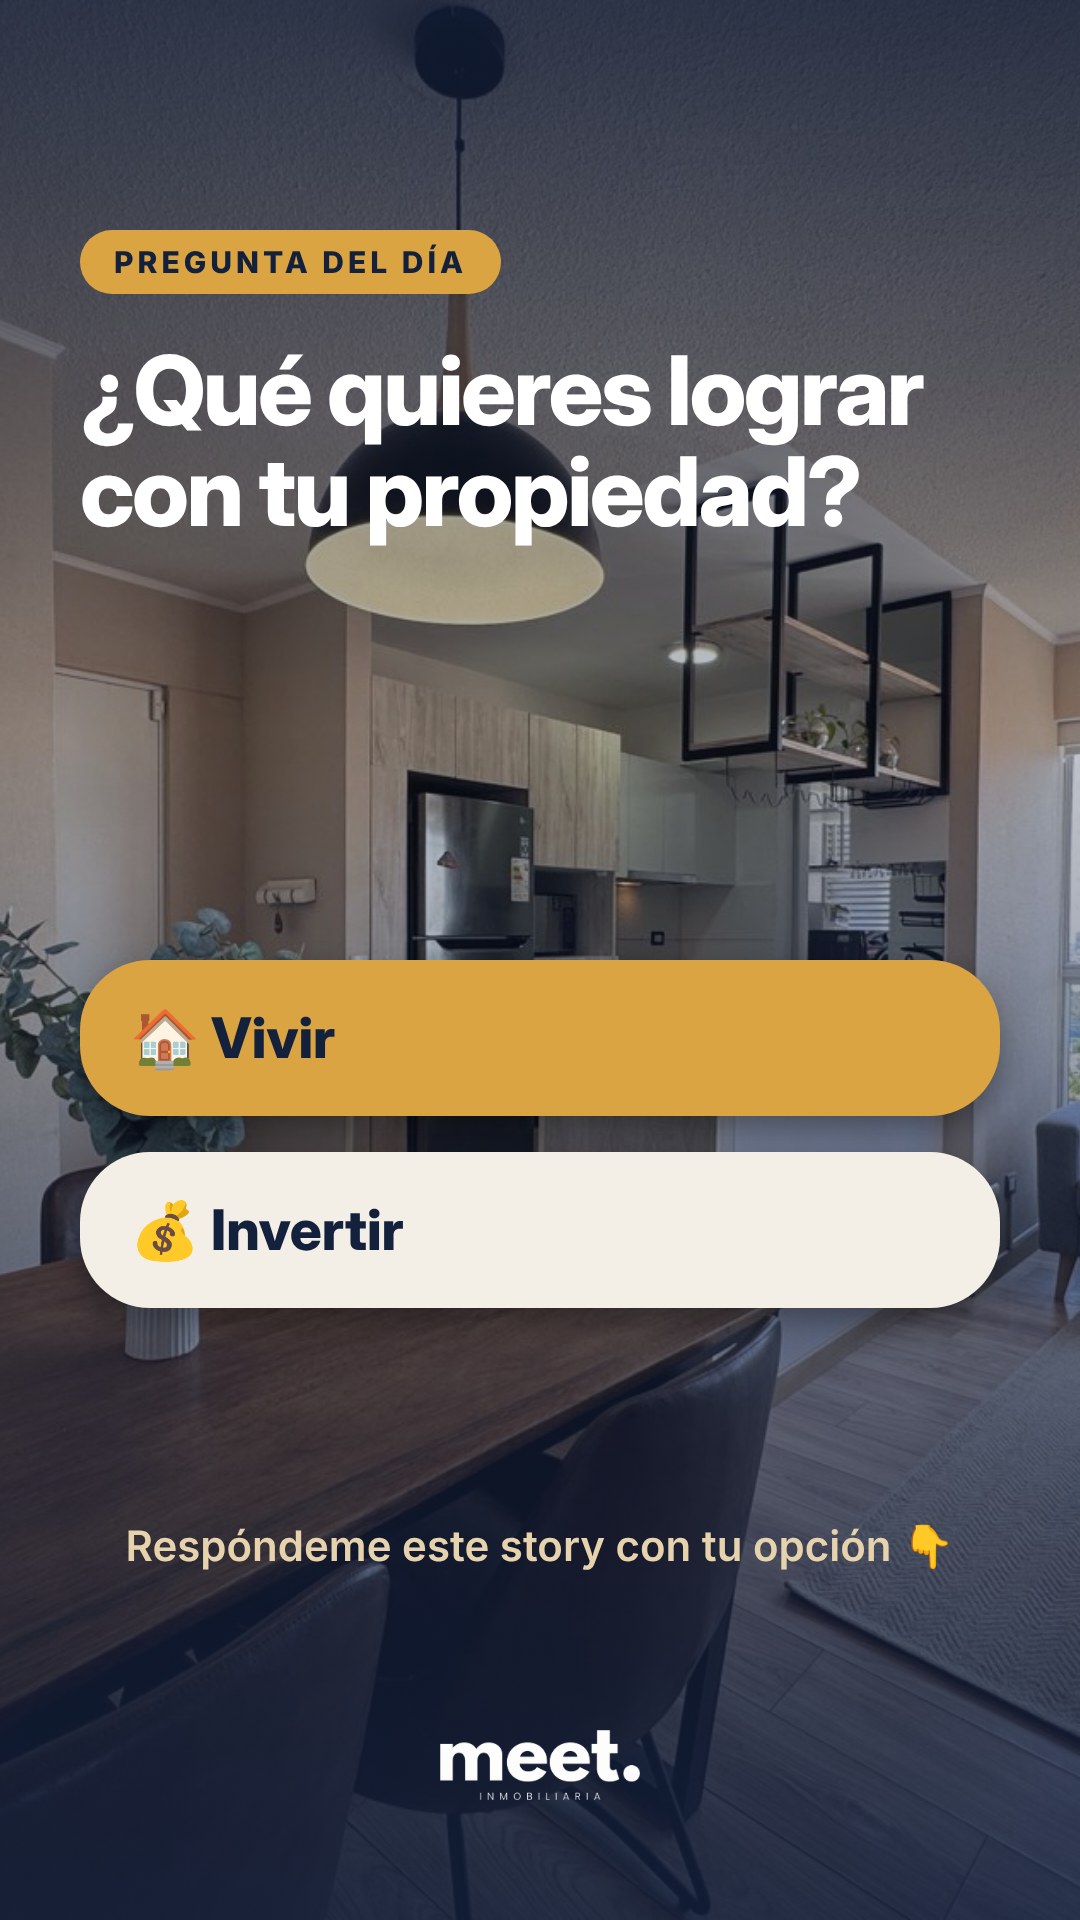 PREGUNTA DEL DÍA
¿Qué quieres lograr
con tu propiedad?
🏠 Vivir
💰 Invertir
Respóndeme este story con tu opción 👇
meet.
INMOBILIARIA